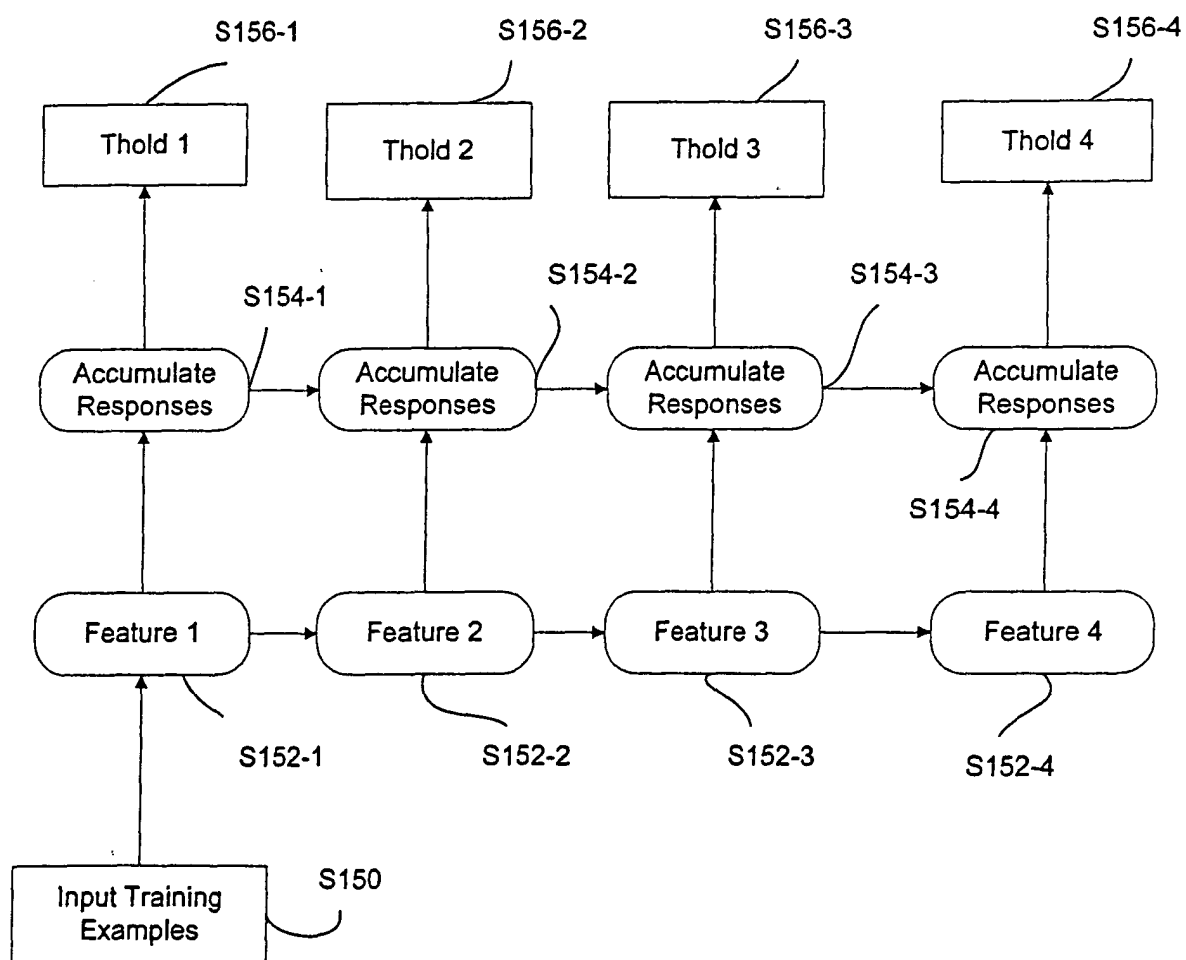 S156-1
S156-2
S156-3
S156-4
Thold 1
Thold 2
Thold 3
Thold 4
S154-1
S154-2
S154-3
Accumulate
Responses
Accumulate
Responses
Accumulate
Responses
Accumulate
Responses
S154-4
Feature 1
Feature 2
Feature 3
Feature 4
S152-1
S152-2
S152-3
S152-4
Input Training
Examples
S150